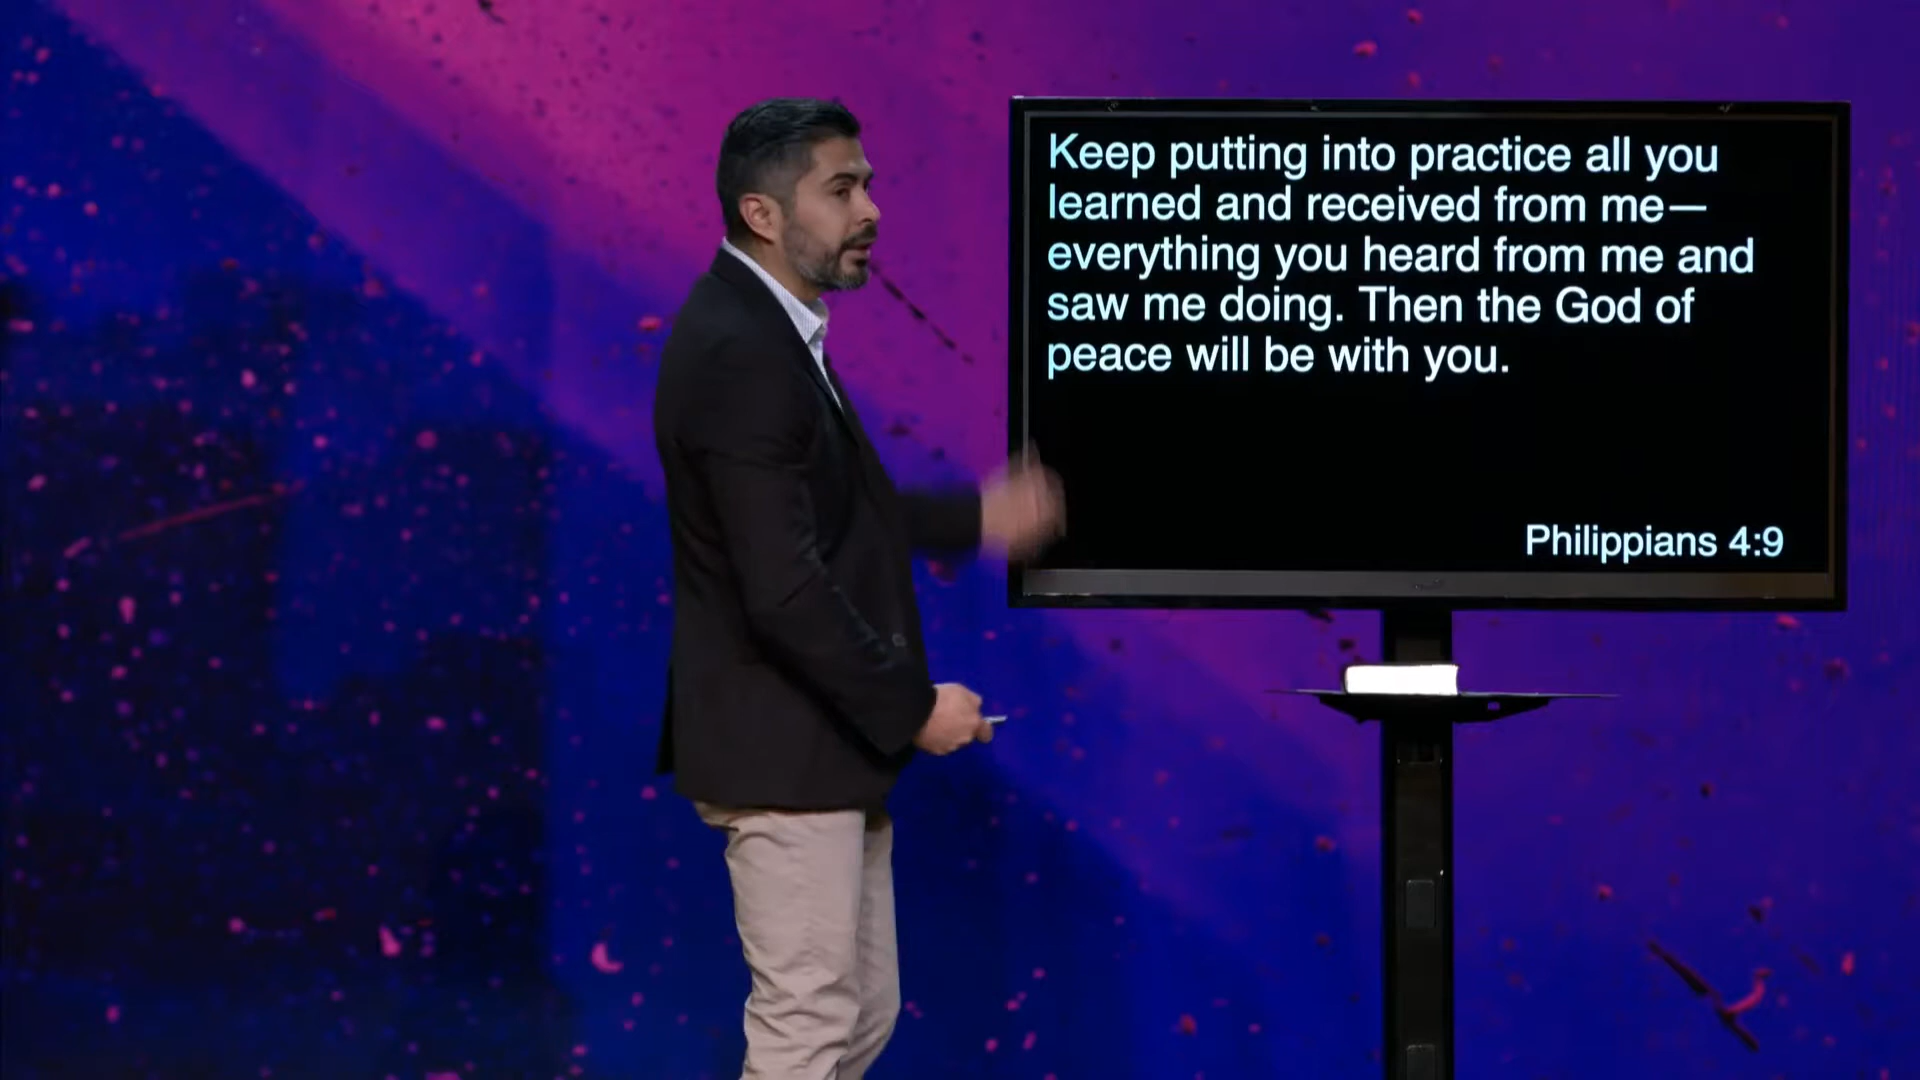 Keep putting into practice all you
learned and received from me—
everything you heard from me and
saw me doing. Then the God of
peace will be with you.
Philippians 4:9